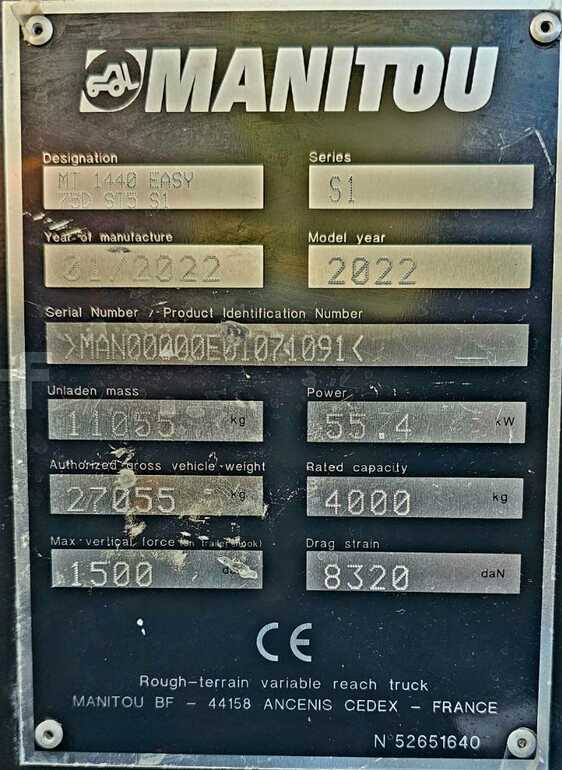 MANITOU
Designation Series
MT 1440 EASY
75D ST5 S1 S1
Year of manufacture Model year
01/2022 2022
Serial Number / Product Identification Number
>MAN00000E01071091<
Unladen mass Power
11055 kg 55.4 kW
Authorized gross vehicle weight Rated capacity
27055 kg 4000 kg
Max vertical force (on trailer hook) Drag strain
1500 8320 daN
CE
Rough-terrain variable reach truck
MANITOU BF - 44158 ANCENIS CEDEX - FRANCE
N°52651640